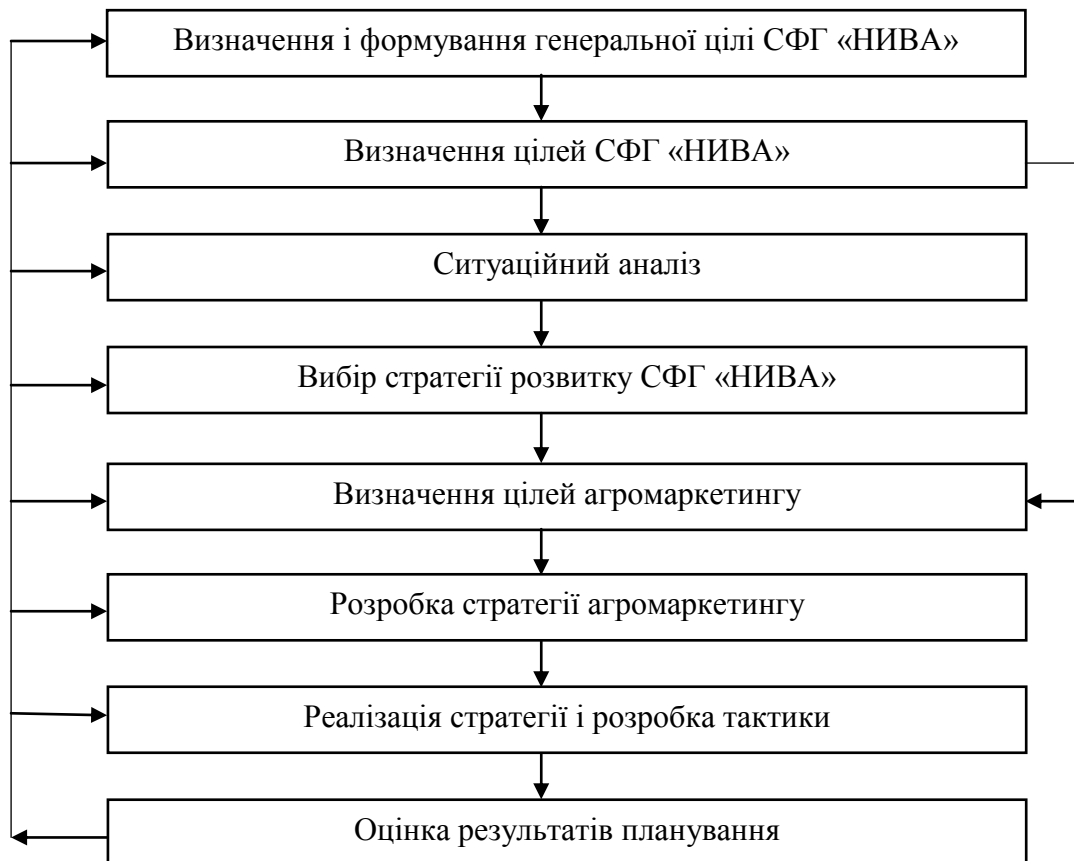 Визначення і формування генеральної цілі СФГ «НИВА»
Визначення цілей СФГ «НИВА»
Ситуаційний аналіз
Вибір стратегії розвитку СФГ «НИВА»
Визначення цілей агромаркетингу
Розробка стратегії агромаркетингу
Реалізація стратегії і розробка тактики
Оцінка результатів планування